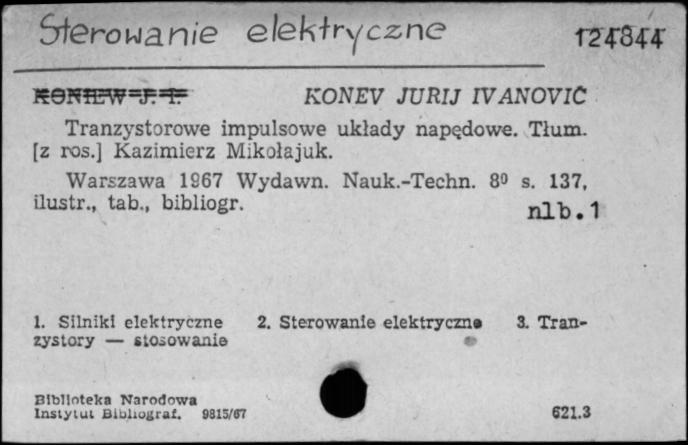 Sterowanie elektryczne 124844
KONIEW J. I. KONEV JURIJ IVANOVIČ
Tranzystorowe impulsowe układy napędowe. Tłum.
[z ros.] Kazimierz Mikołajuk.
Warszawa 1967 Wydawn. Nauk.-Techn. 8⁰ s. 137,
ilustr., tab., bibliogr. nlb.1
1. Silniki elektryczne 2. Sterowanie elektryczne 3. Tran-
zystory — stosowanie
Biblioteka Narodowa
Instytut Bibliograf. 9815/67 621.3